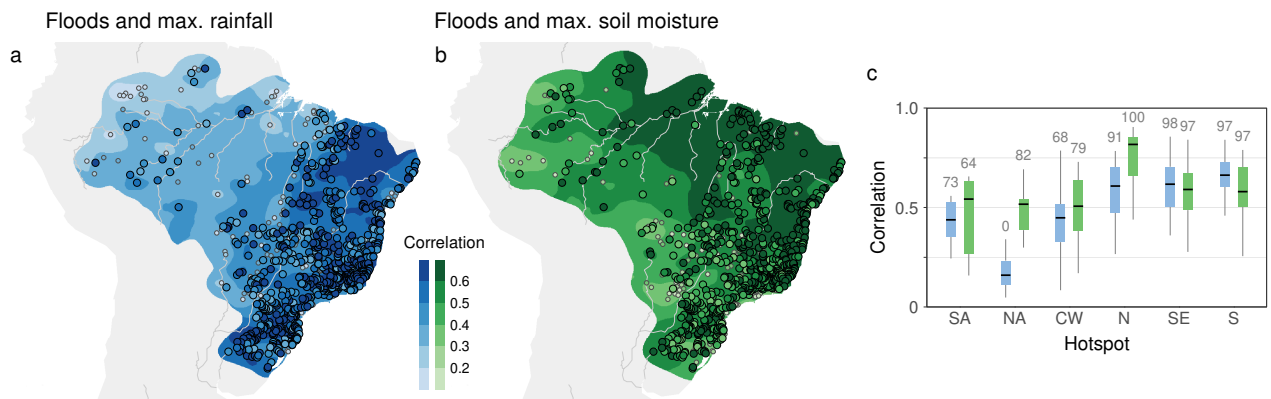 Floods and max. rainfall
Floods and max. soil moisture
a
b
c
Correlation
0.6
0.5
0.4
0.3
0.2
Correlation
1.0
0.5
0
73
64
0
82
68
79
91
100
98
97
97
97
SA
NA
CW
N
SE
S
Hotspot